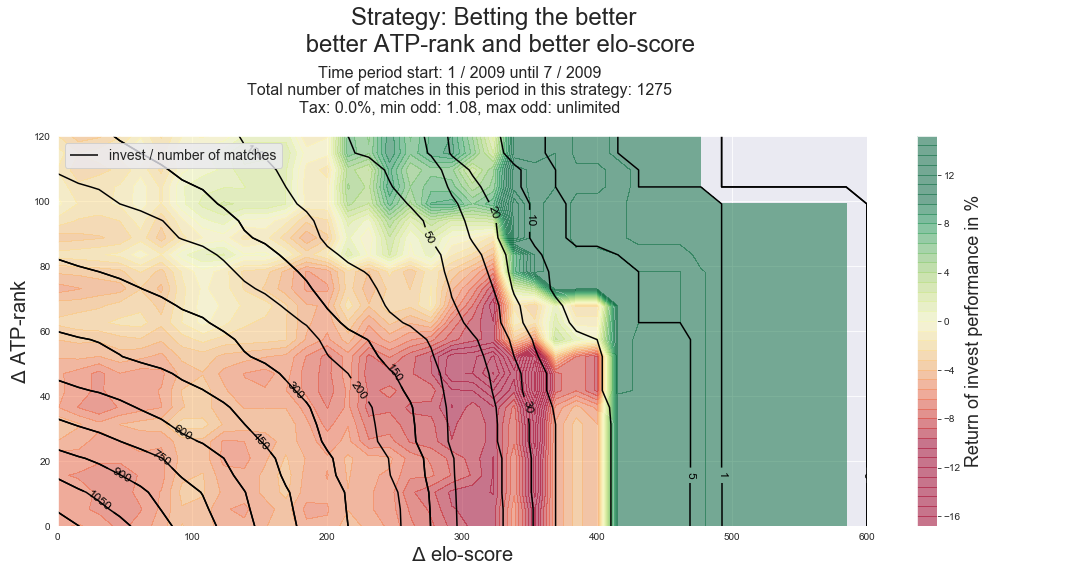 Strategy: Betting the better
better ATP-rank and better elo-score
Time period start: 1 / 2009 until 7 / 2009
Total number of matches in this period in this strategy: 1275
Tax: 0.0%, min odd: 1.08, max odd: unlimited
invest / number of matches
120
100
80
60
40
20
0
Δ ATP-rank
0 100 200 300 400 500 600
Δ elo-score
1050
900
750
600
450
300
200
150
50
30
20
10
5
1
12
8
4
0
−4
−8
−12
−16
Return of invest performance in %